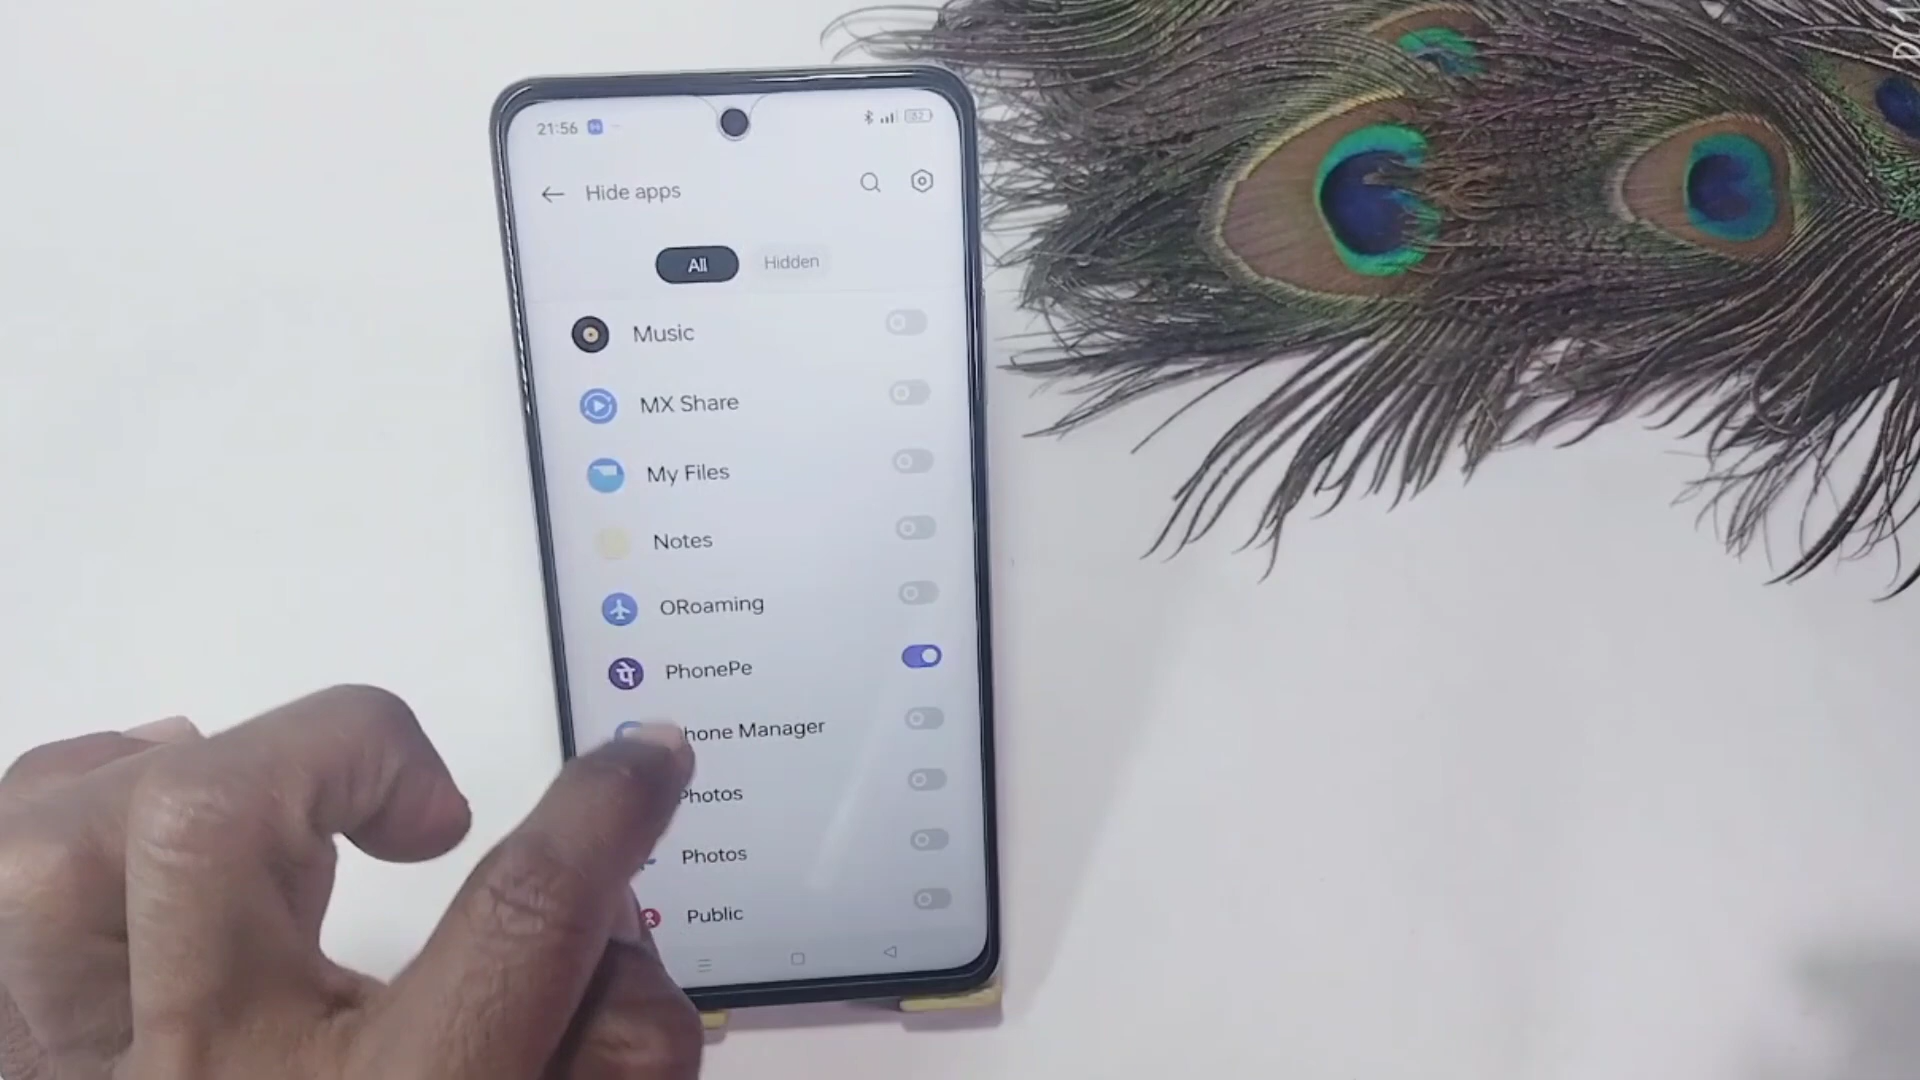 21:56
Hide apps
All
Hidden
Music
MX Share
My Files
Notes
ORoaming
पे PhonePe
hone Manager
Photos
Photos
Public